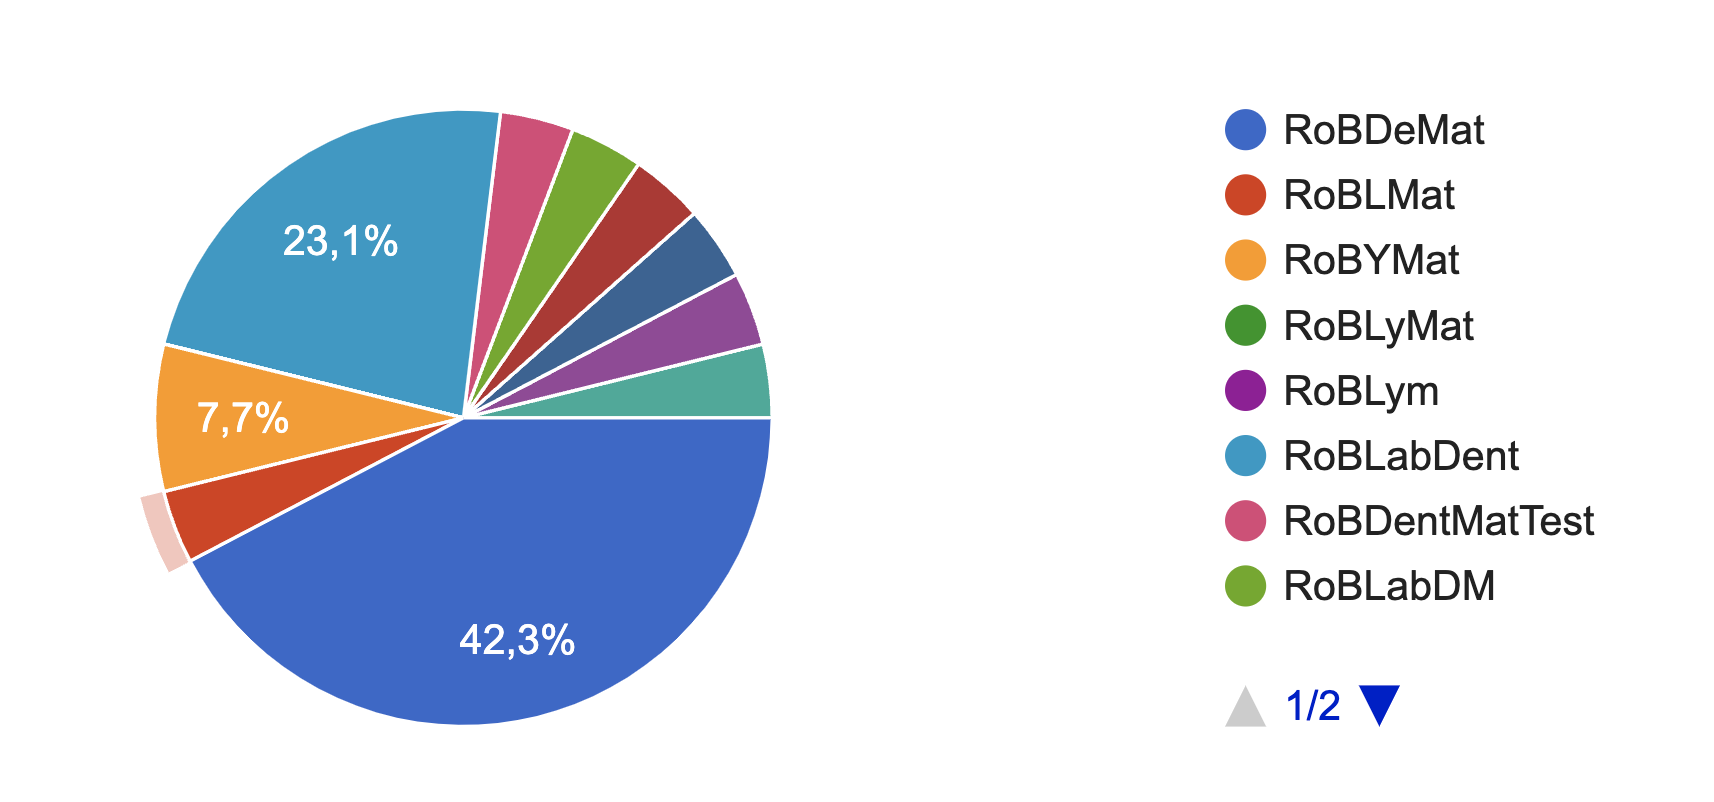 23,1%
7,7%
42,3%
RoBDeMat
RoBLMat
RoBYMat
RoBLyMat
RoBLym
RoBLabDent
RoBDentMatTest
RoBLabDM
1/2